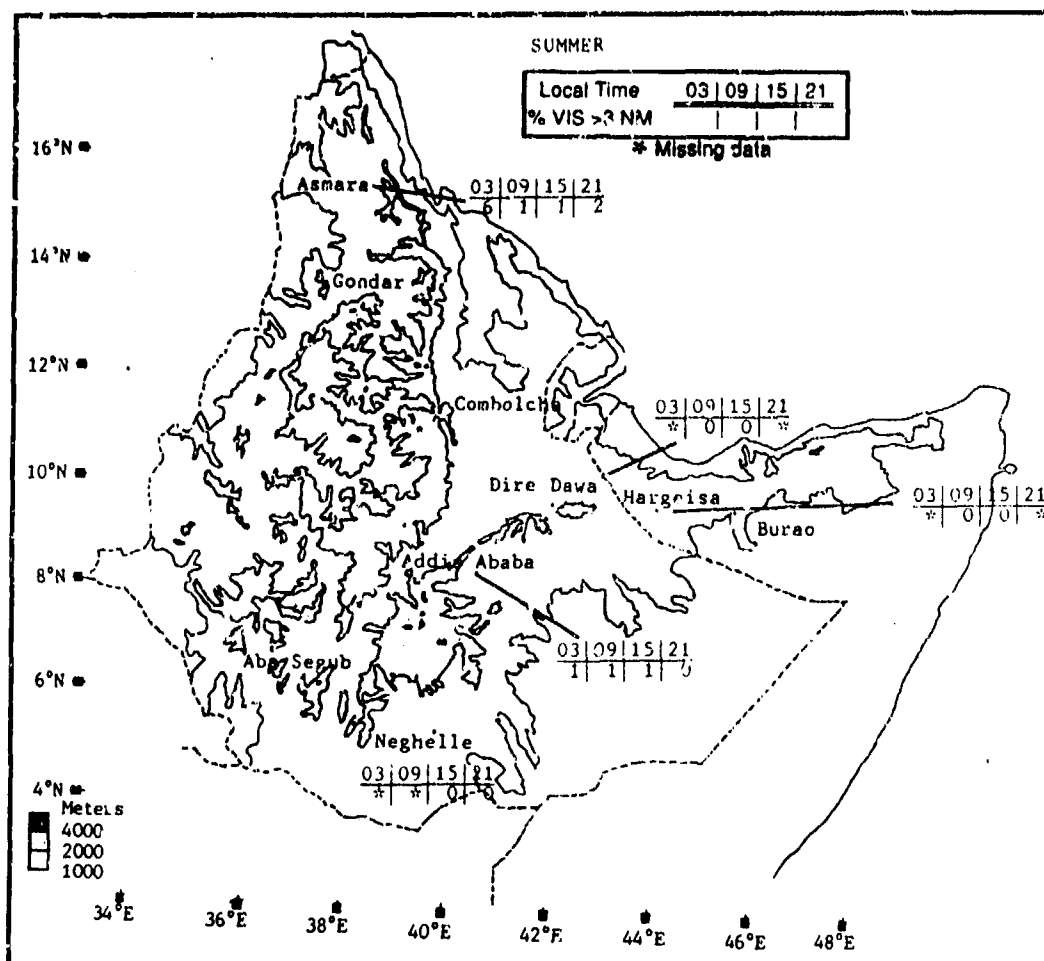 SUMMER
Local Time 03 | 09 | 15 | 21
% VIS >3 NM
* Missing data
16°N
Asmara
03 | 09 | 15 | 21
6 | 1 | 1 | 2
14°N
Gondar
12°N
Combolcha
03 | 09 | 15 | 21
* | 0 | 0 | *
10°N
Dire Dawa
Hargeisa
03 | 09 | 15 | 21
* | 0 | 0 | *
Burao
8°N
Addis Ababa
03 | 09 | 15 | 21
1 | 1 | 1 | 0
Aba Segub
6°N
Neghelle
03 | 09 | 15 | 21
* | * | 0 | 0
4°N
Meters
4000
2000
1000
34°E
36°E
38°E
40°E
42°E
44°E
46°E
48°E